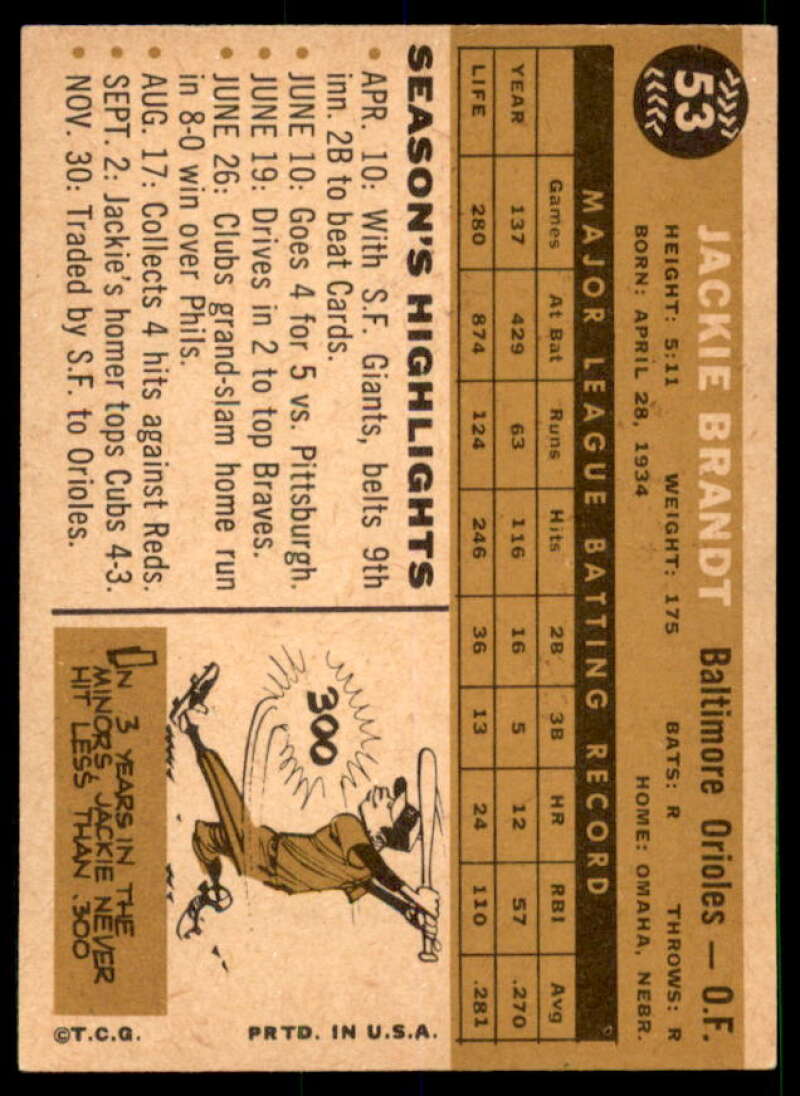 53
JACKIE BRANDT Baltimore Orioles — O.F.
HEIGHT: 5:11 WEIGHT: 175 BATS: R THROWS: R
BORN: APRIL 28, 1934 HOME: OMAHA, NEBR.
MAJOR LEAGUE BATTING RECORD
Games At Bat Runs Hits 2B 3B HR RBI Avg
YEAR 137 429 63 116 16 5 12 57 .270
LIFE 280 874 124 246 36 13 24 110 .281
SEASON'S HIGHLIGHTS
• APR. 10: With S.F. Giants, belts 9th
inn. 2B to beat Cards.
• JUNE 10: Goes 4 for 5 vs. Pittsburgh.
• JUNE 19: Drives in 2 to top Braves.
• JUNE 26: Clubs grand-slam home run
in 8-0 win over Phils.
• AUG. 17: Collects 4 hits against Reds.
• SEPT. 2: Jackie's homer tops Cubs 4-3.
• NOV. 30: Traded by S.F. to Orioles.
300
IN 3 YEARS IN THE
MINORS, JACKIE NEVER
HIT LESS THAN .300
©T.C.G. PRTD. IN U.S.A.